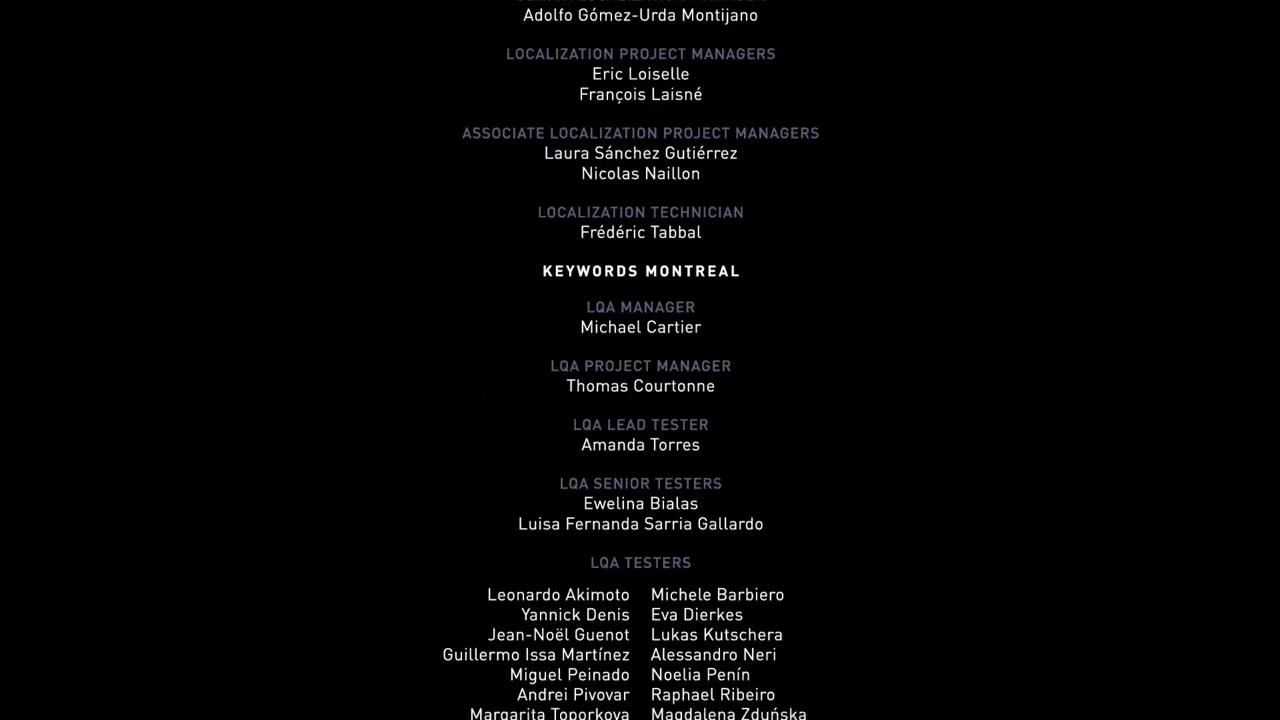 Adolfo Gómez-Urda Montijano
LOCALIZATION PROJECT MANAGERS
Eric Loiselle
François Laisné
ASSOCIATE LOCALIZATION PROJECT MANAGERS
Laura Sánchez Gutiérrez
Nicolas Naillon
LOCALIZATION TECHNICIAN
Frédéric Tabbal
KEYWORDS MONTREAL
LQA MANAGER
Michael Cartier
LQA PROJECT MANAGER
Thomas Courtonne
LQA LEAD TESTER
Amanda Torres
LQA SENIOR TESTERS
Ewelina Bialas
Luisa Fernanda Sarria Gallardo
LQA TESTERS
Leonardo Akimoto Michele Barbiero
Yannick Denis Eva Dierkes
Jean-Noël Guenot Lukas Kutschera
Guillermo Issa Martínez Alessandro Neri
Miguel Peinado Noelia Penín
Andrei Pivovar Raphael Ribeiro
Margarita Toporkova Magdalena Zduńska